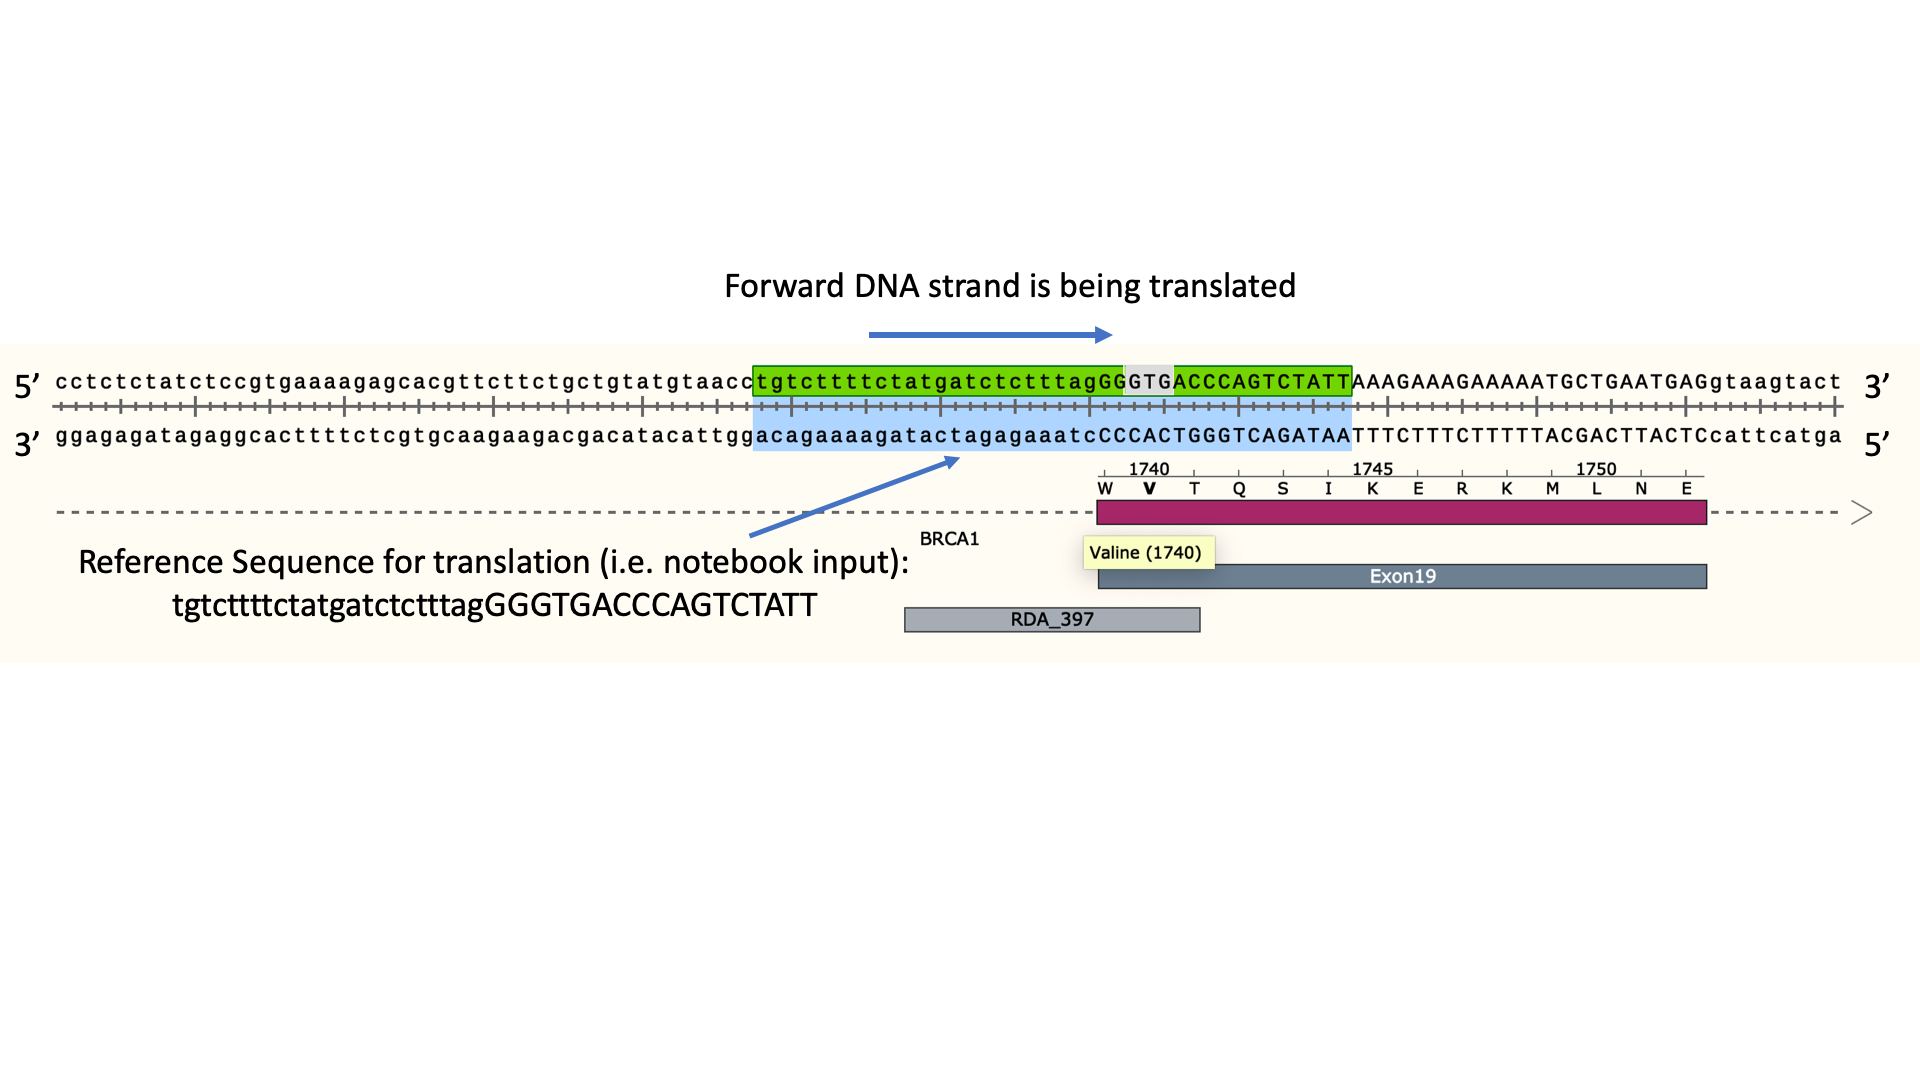 Forward DNA strand is being translated
5’ cctctctatctccgtgaaaagagcacgttcttctgctgtatgtaacctgtcttttctatgatctctttagGGGTGACCCAGTCTATTAAAGAAAGAAAAATGCTGAATGAGgtaagtact 3’
3’ ggagagatagaggcacttttctcgtgcaagaagacgacatacattggacagaaaagatactagagaaatcCCCACTGGGTCAGATAATTTCTTTCTTTTTACGACTTACTCcattcatga 5’
1740 1745 1750
W V T Q S I K E R K M L N E
BRCA1
Valine (1740)
Reference Sequence for translation (i.e. notebook input):
tgtcttttctatgatctctttagGGGTGACCCAGTCTATT
Exon19
RDA_397